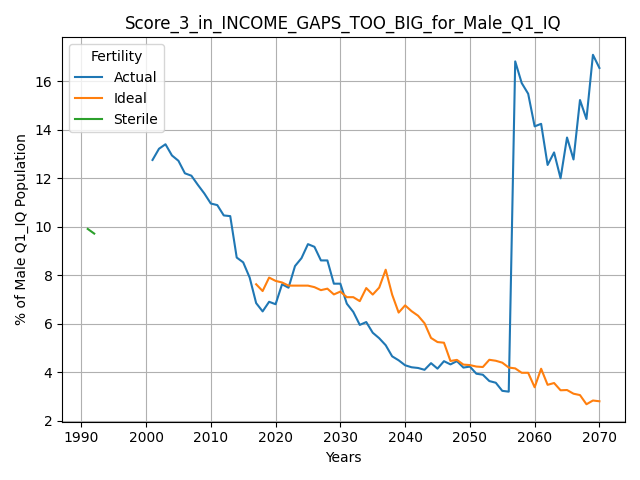 Score_3_in_INCOME_GAPS_TOO_BIG_for_Male_Q1_IQ
Fertility
Actual
Ideal
Sterile
% of Male Q1_IQ Population
16
14
12
10
8
6
4
2
1990 2000 2010 2020 2030 2040 2050 2060 2070
Years